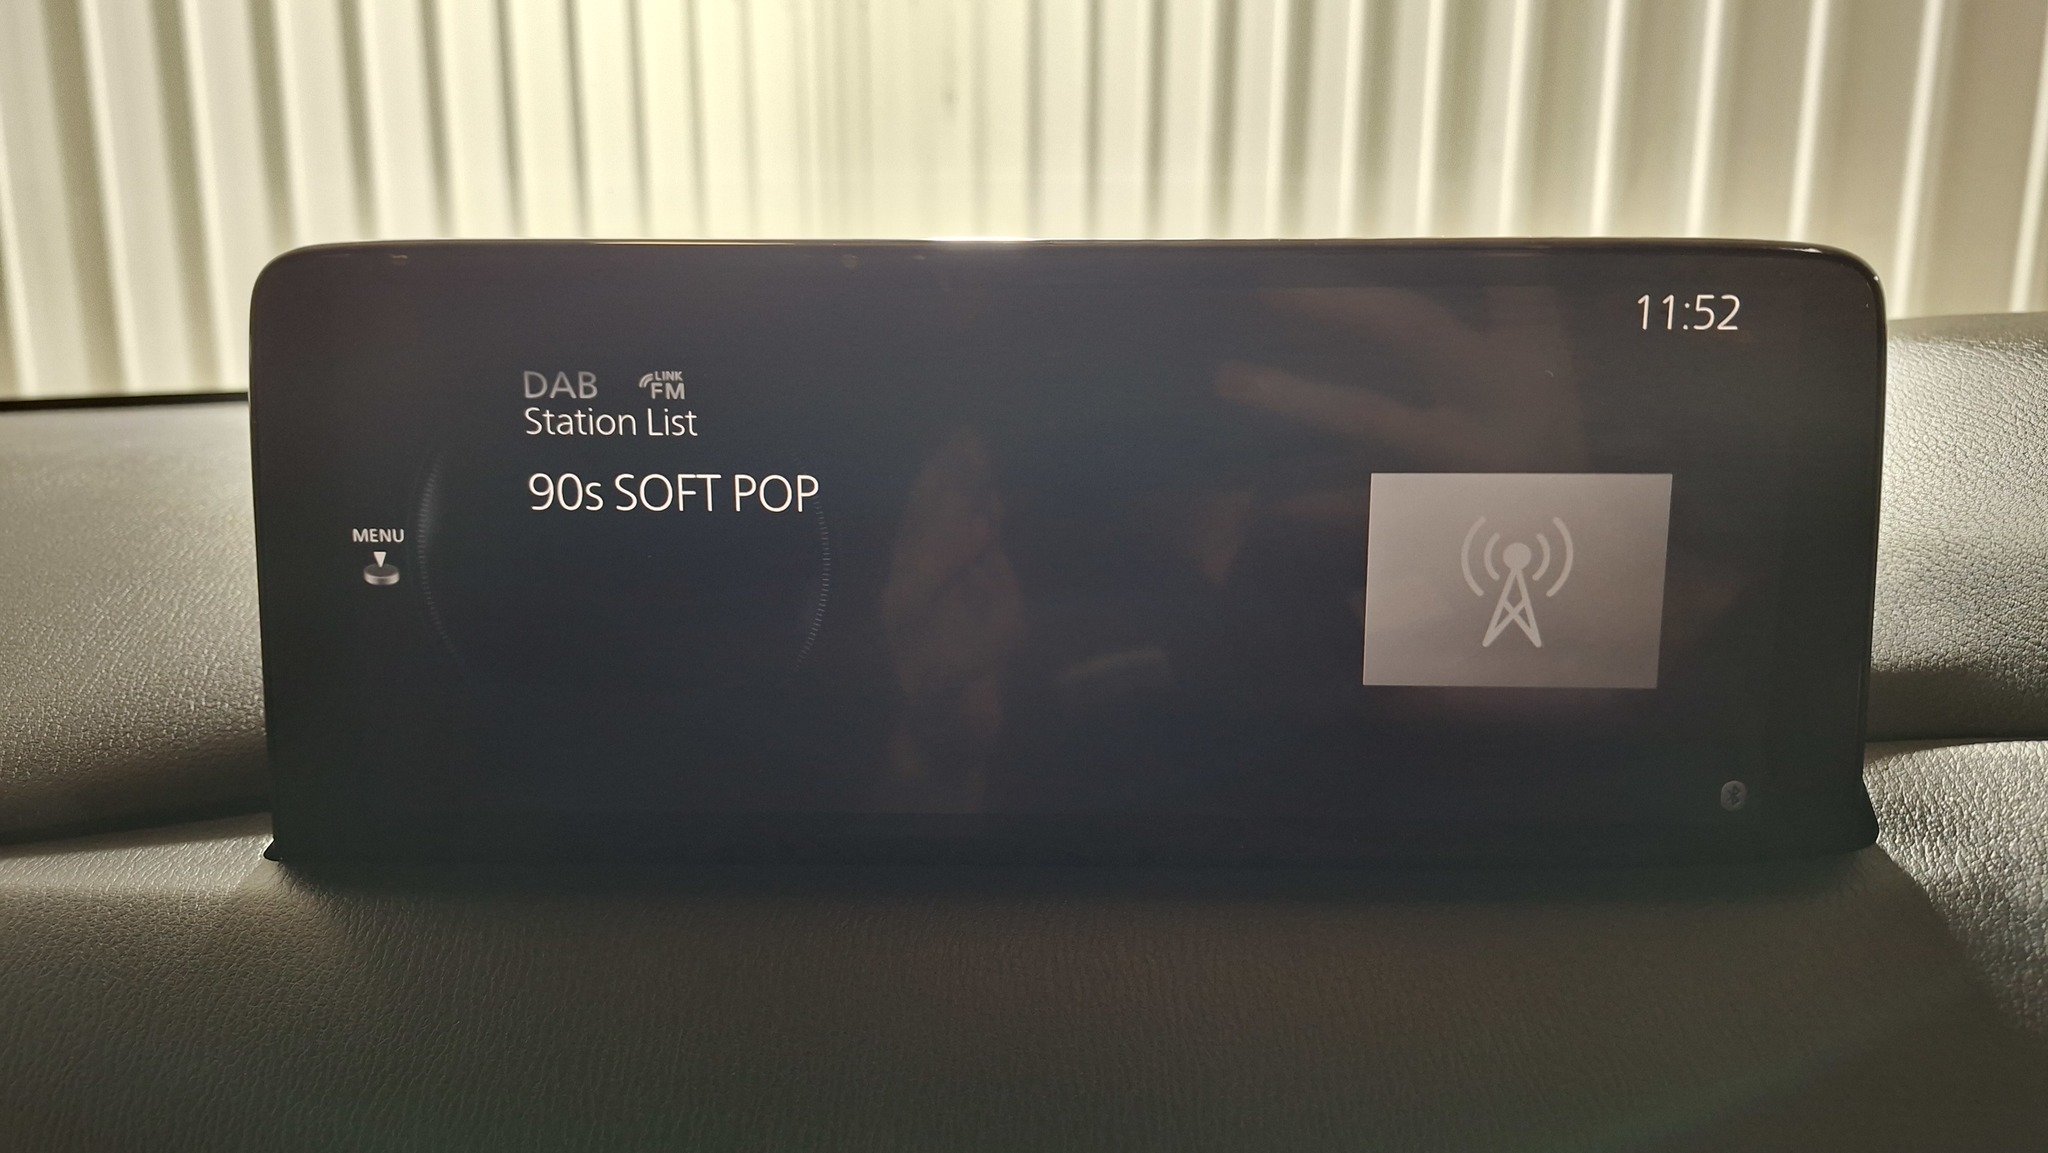 11:52
DAB LINK FM
Station List
90s SOFT POP
MENU